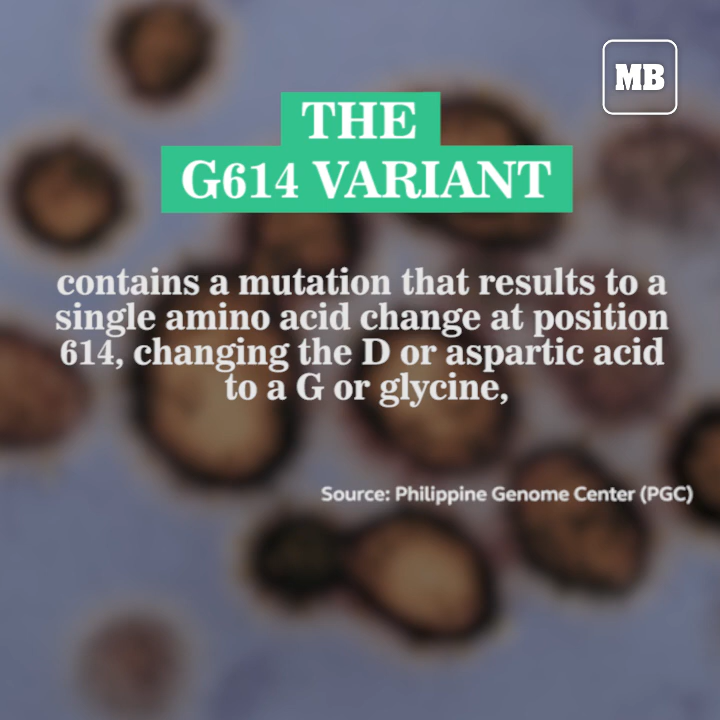 MB
THE
G614 VARIANT
contains a mutation that results to a
single amino acid change at position
614, changing the D or aspartic acid
to a G or glycine,
Source: Philippine Genome Center (PGC)